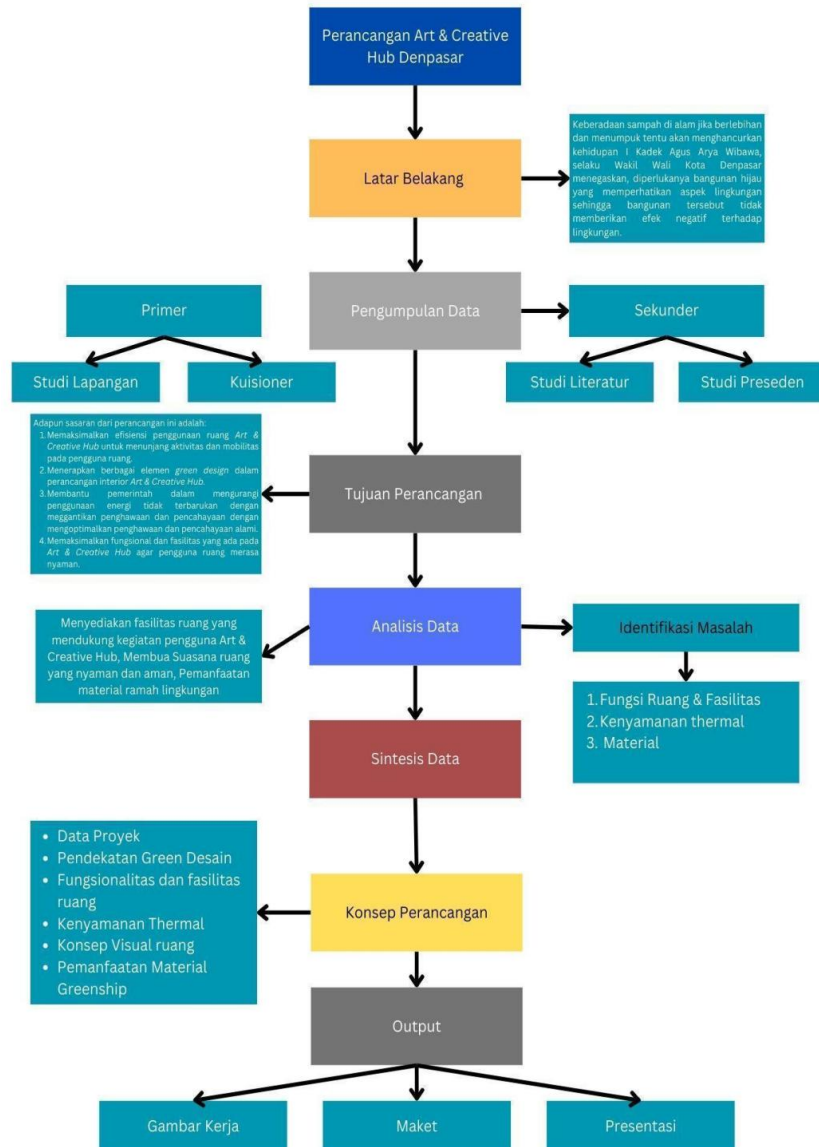 Perancangan Art & Creative
Hub Denpasar
Latar Belakang
Keberadaan sampah di alam jika berlebihan
dan menumpuk tentu akan menghancurkan
kehidupan I Kadek Agus Arya Wibawa,
selaku Wakil Wali Kota Denpasar
menegaskan, diperlukanya bangunan hijau
yang memperhatikan aspek lingkungan
sehingga bangunan tersebut tidak
memberikan efek negatif terhadap
lingkungan.
Pengumpulan Data
Primer
Studi Lapangan
Kuisioner
Sekunder
Studi Literatur
Studi Preseden
Tujuan Perancangan
Adapun sasaran dari perancangan ini adalah:
1. Memaksimalkan efisiensi penggunaan ruang Art &
Creative Hub untuk menunjang aktivitas dan mobilitas
pada pengguna ruang.
2. Menerapkan berbagai elemen green design dalam
perancangan interior Art & Creative Hub.
3. Membantu pemerintah dalam mengurangi
penggunaan energi tidak terbarukan dengan
meggantikan penghawaan dan pencahayaan dengan
mengoptimalkan penghawaan dan pencahayaan alami.
4. Memaksimalkan fungsional dan fasilitas yang ada pada
Art & Creative Hub agar pengguna ruang merasa
nyaman.
Analisis Data
Menyediakan fasilitas ruang yang
mendukung kegiatan pengguna Art &
Creative Hub, Membua Suasana ruang
yang nyaman dan aman, Pemanfaatan
material ramah lingkungan
Identifikasi Masalah
1. Fungsi Ruang & Fasilitas
2. Kenyamanan thermal
3. Material
Sintesis Data
Konsep Perancangan
• Data Proyek
• Pendekatan Green Desain
• Fungsionalitas dan fasilitas
ruang
• Kenyamanan Thermal
• Konsep Visual ruang
• Pemanfaatan Material
Greenship
Output
Gambar Kerja
Maket
Presentasi